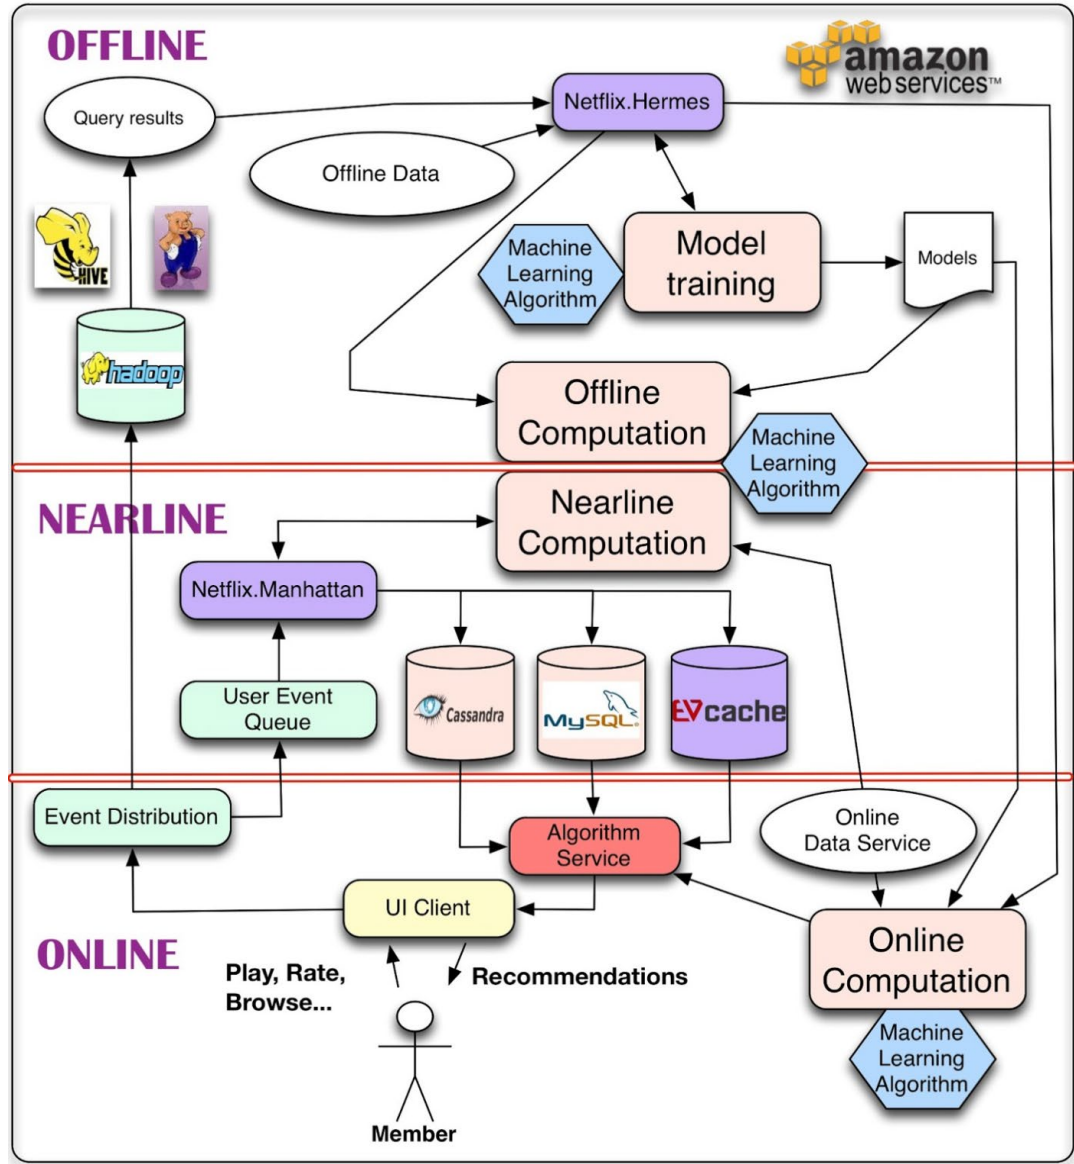 OFFLINE
amazon
web services™
Query results
Netflix.Hermes
Offline Data
HIVE
Machine
Learning
Algorithm
Model
training
Models
hadoop
Offline
Computation
Machine
Learning
Algorithm
NEARLINE
Nearline
Computation
Netflix.Manhattan
User Event
Queue
Cassandra
MySQL®
EVcache
Event Distribution
Algorithm
Service
Online
Data Service
UI Client
ONLINE
Play, Rate,
Browse...
Recommendations
Online
Computation
Machine
Learning
Algorithm
Member